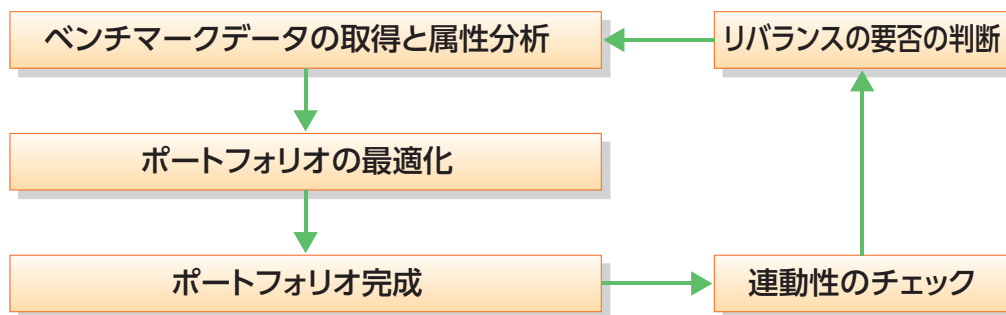 ベンチマークデータの取得と属性分析
リバランスの要否の判断
ポートフォリオの最適化
ポートフォリオ完成
連動性のチェック